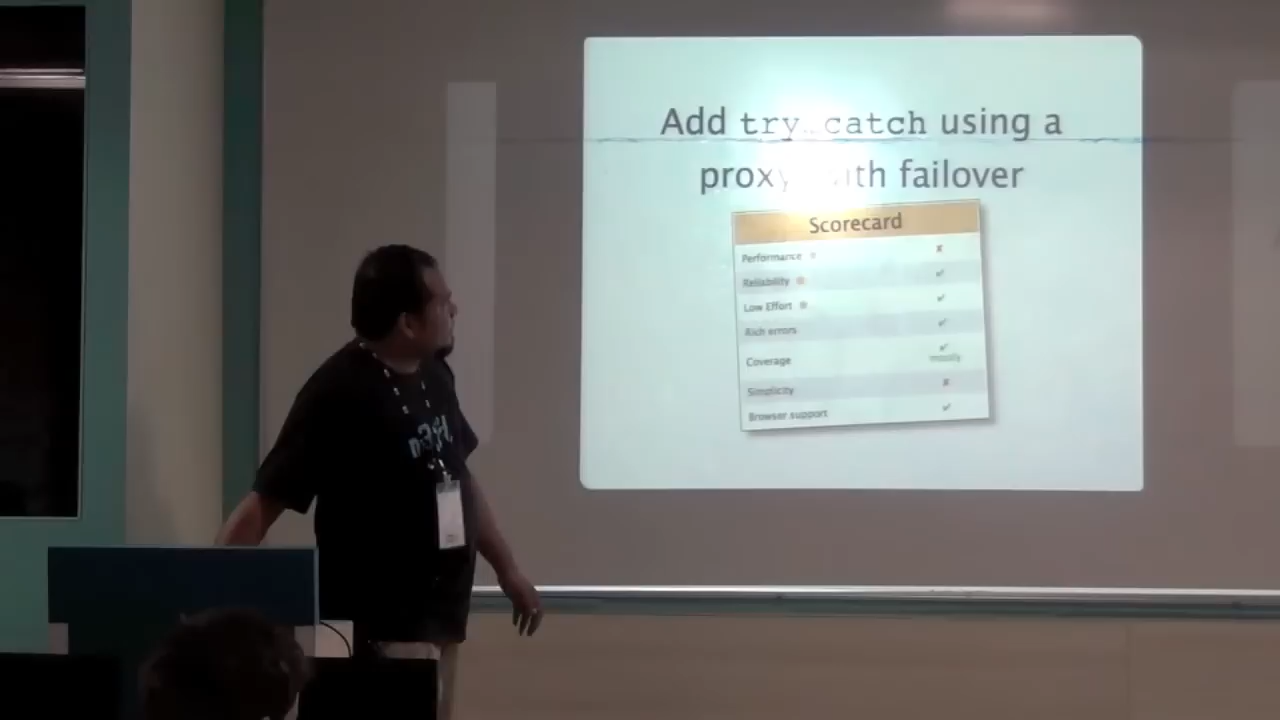 Add try..catch using a
proxy with failover
Scorecard
Performance ✗
Reliability ✓
Low Effort ✓
Rich errors ✓
Coverage ✓
mostly
Simplicity ✗
Browser support ✓